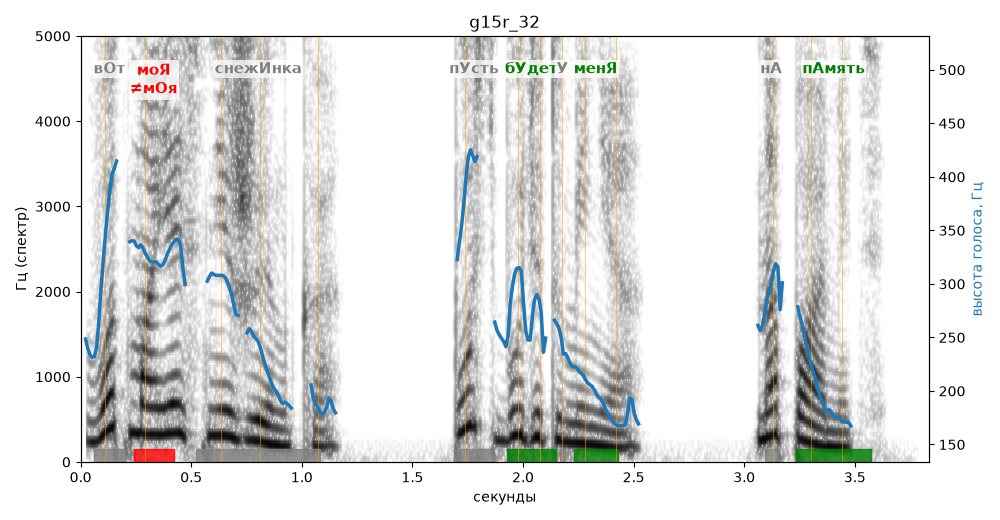 g15r_32
вОт моЯ снежИнка пУсть бУдет У менЯ нА пАмять
≠мОя
5000
4000
3000
2000
1000
0
Гц (спектр)
500
450
400
350
300
250
200
150
высота голоса, Гц
0.0 0.5 1.0 1.5 2.0 2.5 3.0 3.5
секунды